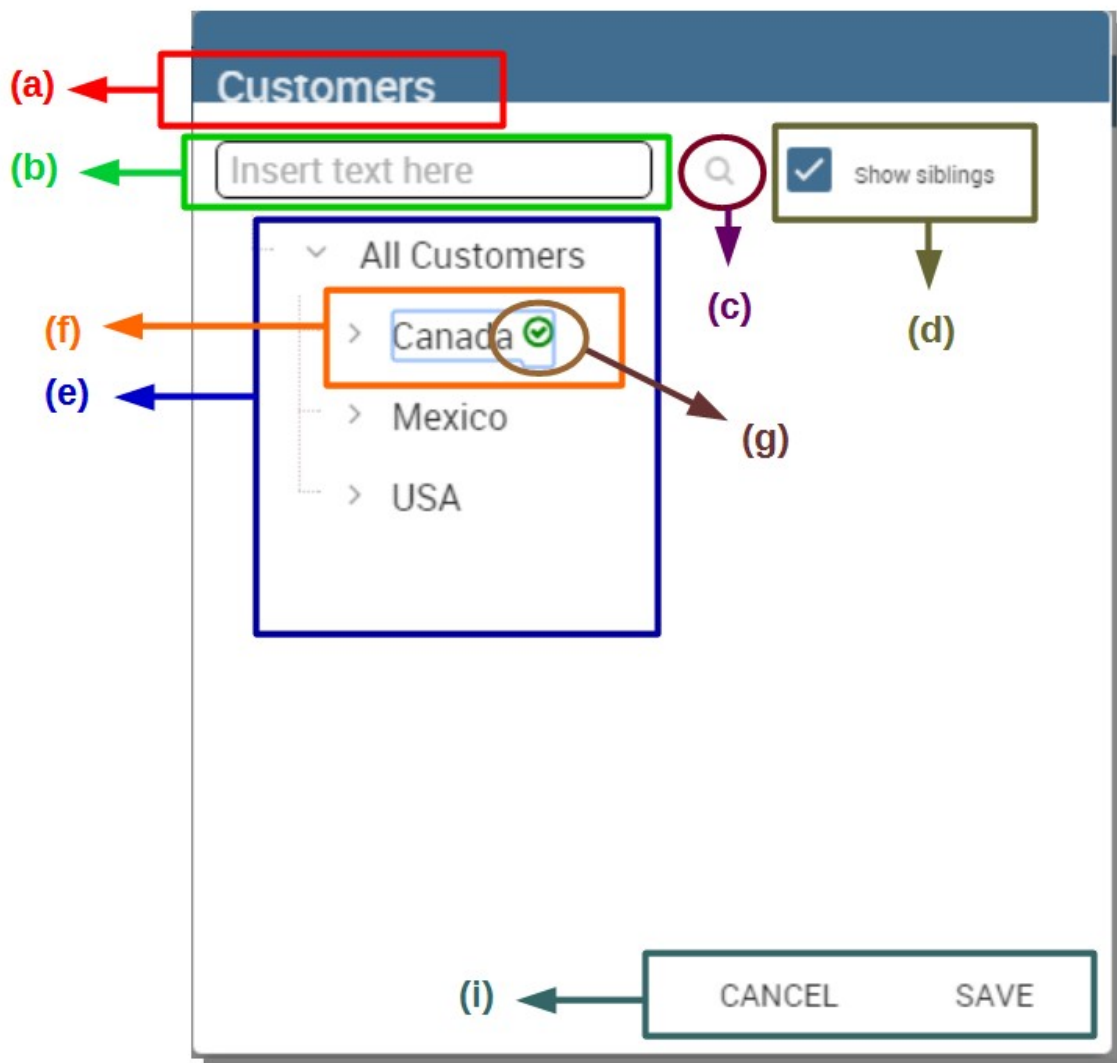 (a) Customers
(b) Insert text here Show siblings
All Customers
(c)
(f) Canada (d)
(e)
Mexico
(g)
USA
(i) CANCEL SAVE